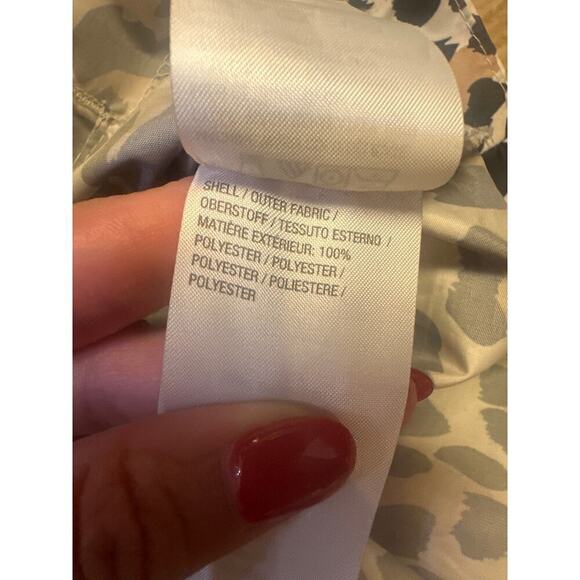 SHELL / OUTER FABRIC /
OBERSTOFF / TESSUTO ESTERNO /
MATIÈRE EXTÉRIEUR: 100%
POLYESTER / POLYESTER /
POLYESTER / POLIESTERE /
POLYESTER